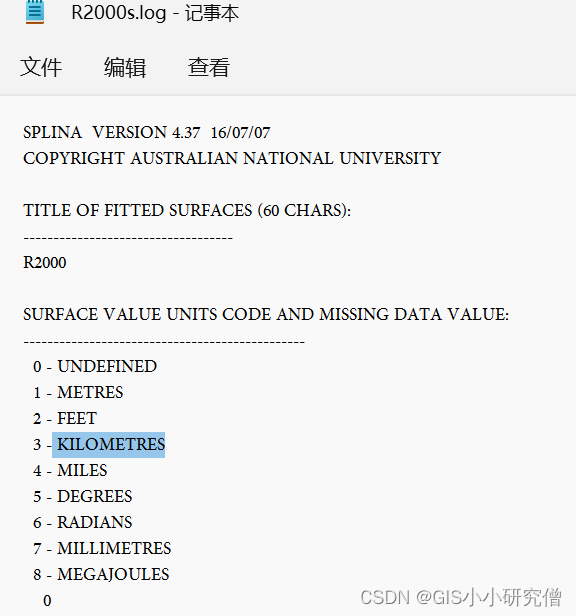 R2000s.log - 记事本
文件 编辑 查看
SPLINA VERSION 4.37 16/07/07
COPYRIGHT AUSTRALIAN NATIONAL UNIVERSITY
TITLE OF FITTED SURFACES (60 CHARS):
-----------------------------------
R2000
SURFACE VALUE UNITS CODE AND MISSING DATA VALUE:
-----------------------------------------------
0 - UNDEFINED
1 - METRES
2 - FEET
3 - KILOMETRES
4 - MILES
5 - DEGREES
6 - RADIANS
7 - MILLIMETRES
8 - MEGAJOULES
0
CSDN @GIS小小研究僧